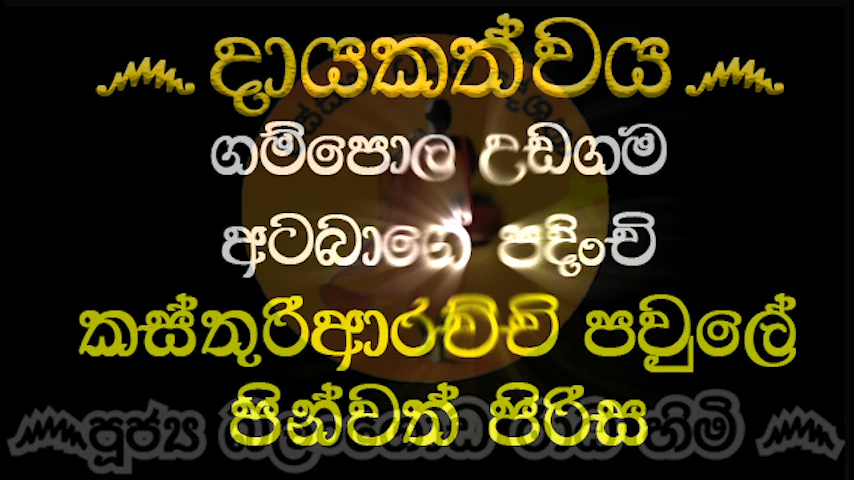 දායකත්වය
ගම්පොල උඩගම
අටබාගේ පදිංචි
කස්තුරිආරච්චි පවුලේ
පින්වත් පිරිස
පූජ්‍ය හිමි